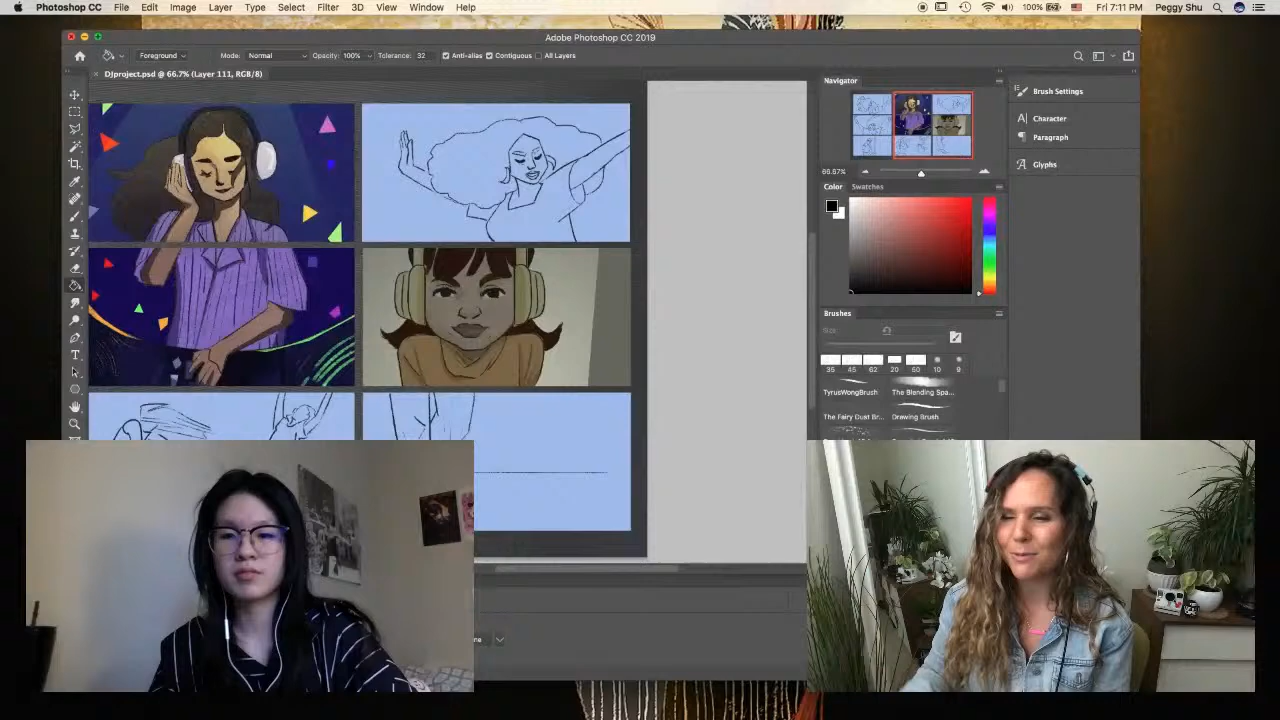 Photoshop CC File Edit Image Layer Type Select Filter 3D View Window Help 100% Fri 7:11 PM Peggy Shu
Adobe Photoshop CC 2019
Foreground Mode: Normal Opacity: 100% Tolerance: 32 Anti-alias Contiguous All Layers
DJproject.psd @ 66.7% (Layer 111, RGB/8)
Navigator
Brush Settings
Character
Paragraph
Glyphs
66.67%
Color Swatches
Brushes
Size:
35 45 62 20 50 10 9
TyrusWongBrush The Blending Spa...
The Fairy Dust Br... Drawing Brush